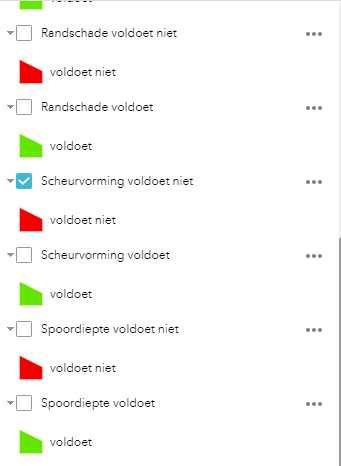 Randschade voldoet niet
voldoet niet
Randschade voldoet
voldoet
Scheurvorming voldoet niet
voldoet niet
Scheurvorming voldoet
voldoet
Spoordiepte voldoet niet
voldoet niet
Spoordiepte voldoet
voldoet